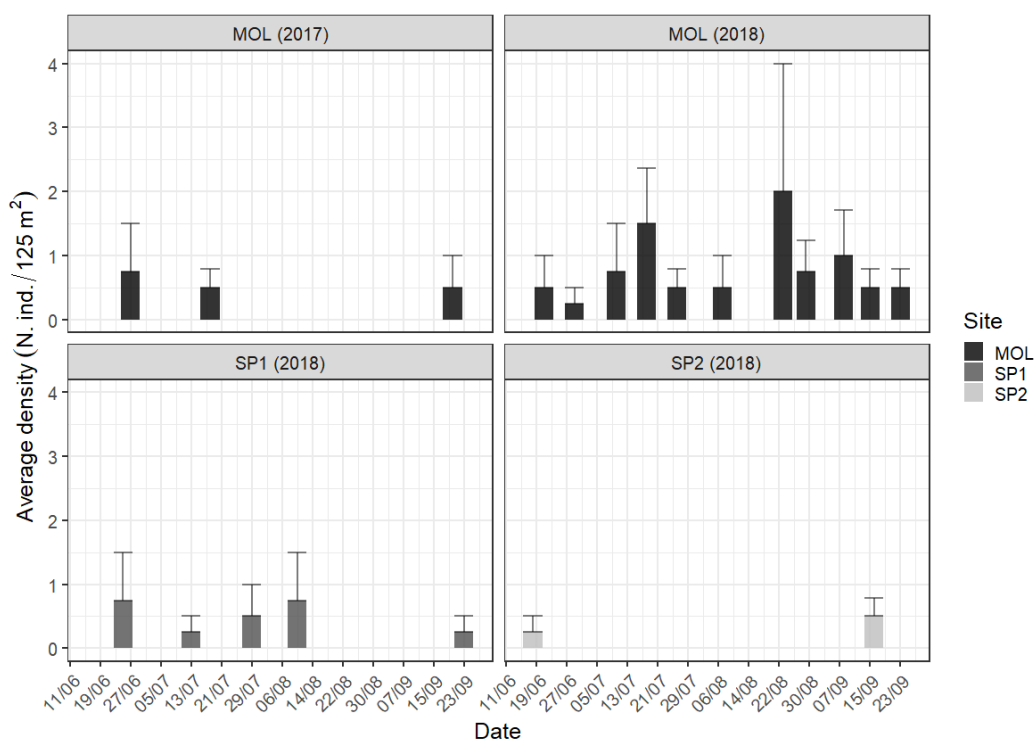 MOL (2017)
MOL (2018)
4
3
2
1
0
SP1 (2018)
SP2 (2018)
4
3
2
1
0
Average density (N. ind./125 m²)
11/06 19/06 27/06 05/07 13/07 21/07 29/07 06/08 14/08 22/08 30/08 07/09 15/09 23/09
11/06 19/06 27/06 05/07 13/07 21/07 29/07 06/08 14/08 22/08 30/08 07/09 15/09 23/09
Date
Site
MOL
SP1
SP2